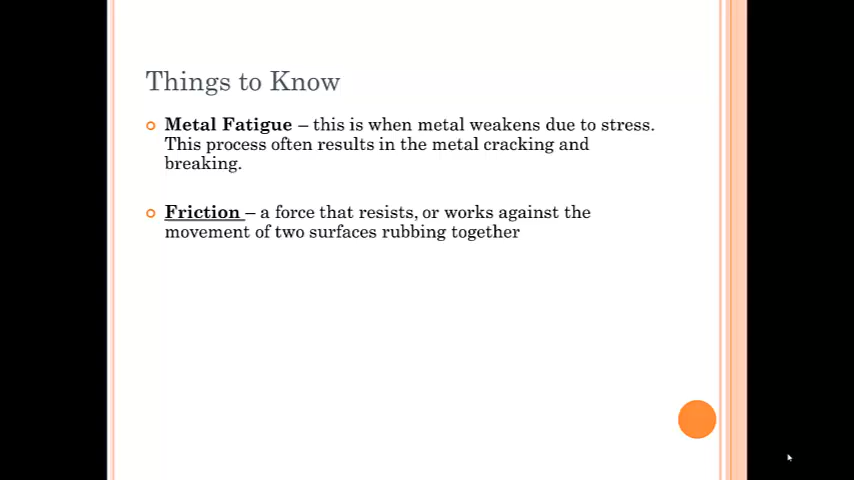 Things to Know
Metal Fatigue – this is when metal weakens due to stress.
This process often results in the metal cracking and
breaking.
Friction – a force that resists, or works against the
movement of two surfaces rubbing together